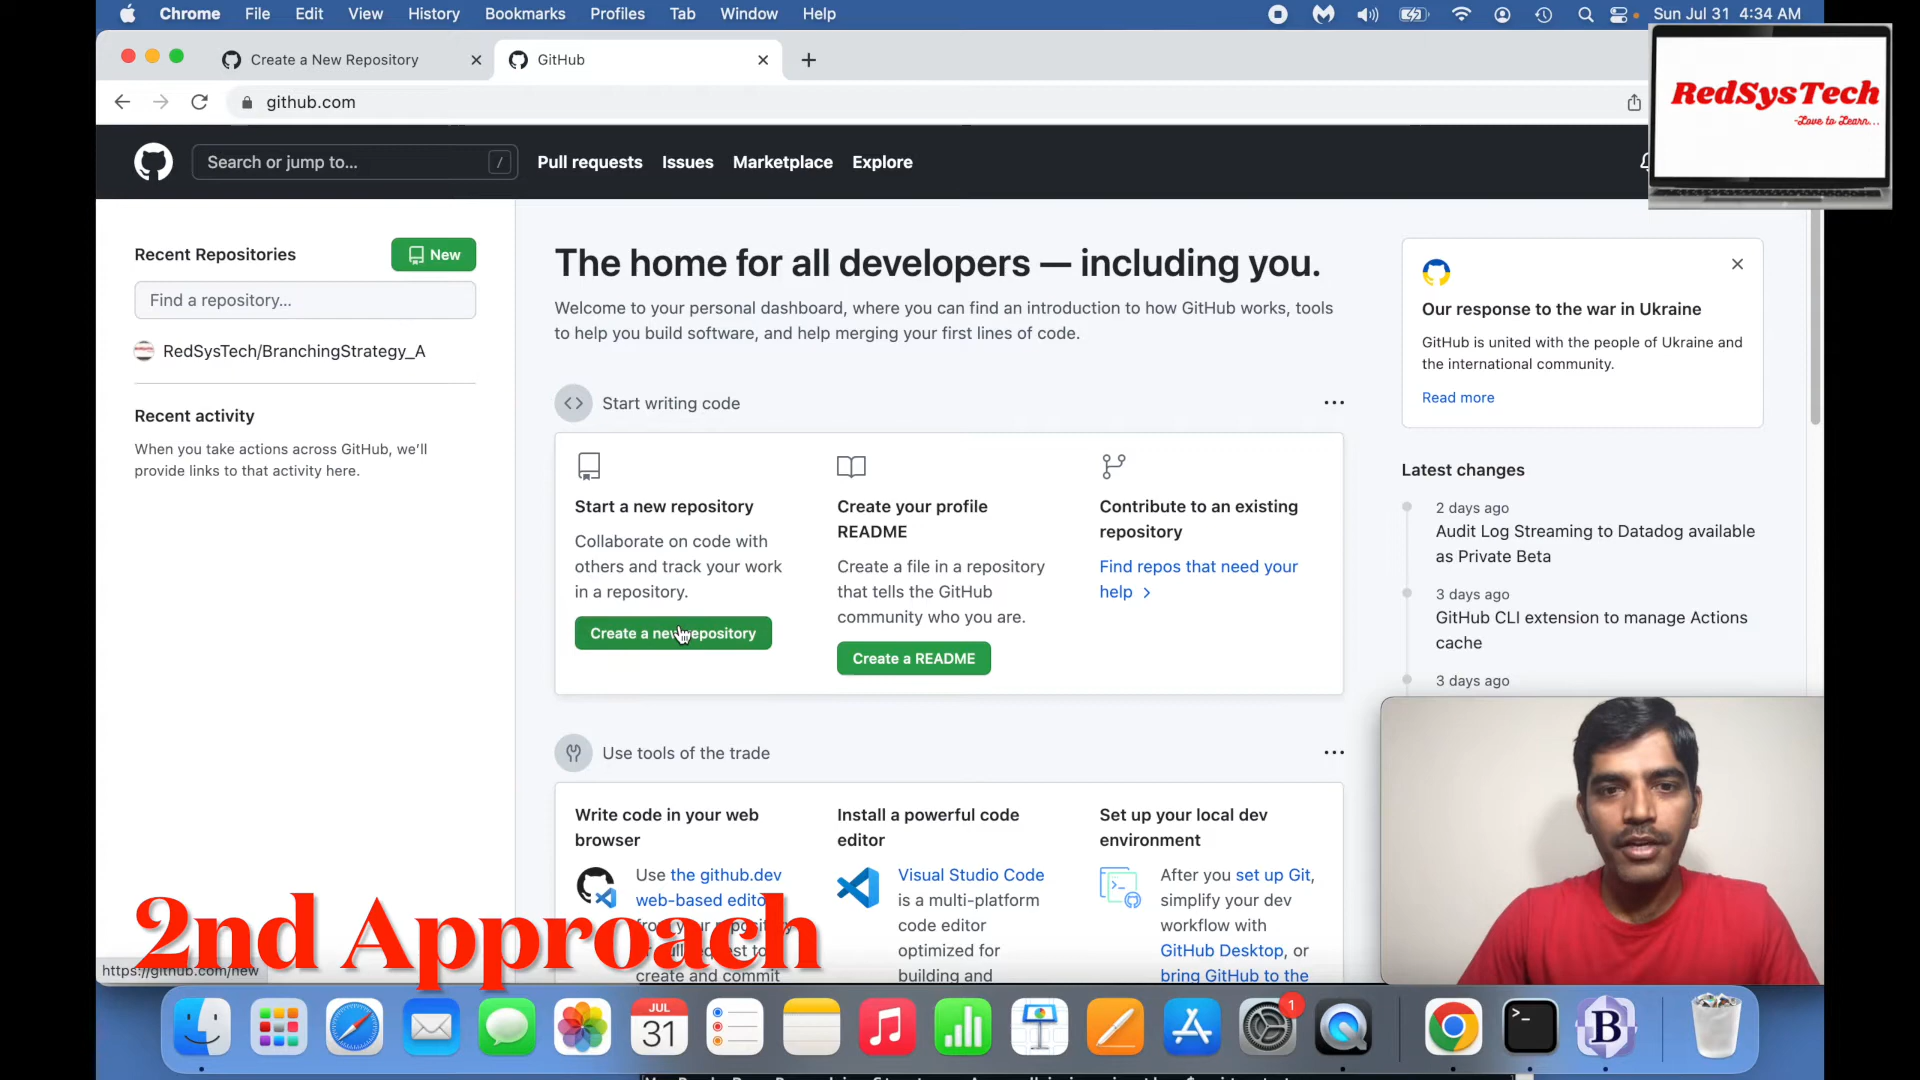 Chrome File Edit View History Bookmarks Profiles Tab Window Help Sun Jul 31 4:34 AM
Create a New Repository GitHub
github.com
RedSysTech
-Love to Learn...
Search or jump to... / Pull requests Issues Marketplace Explore
Recent Repositories New
Find a repository...
RedSysTech/BranchingStrategy_A
Recent activity
When you take actions across GitHub, we'll
provide links to that activity here.
The home for all developers — including you.
Welcome to your personal dashboard, where you can find an introduction to how GitHub works, tools
to help you build software, and help merging your first lines of code.
Start writing code
Start a new repository
Collaborate on code with
others and track your work
in a repository.
Create a new repository
Create your profile
README
Create a file in a repository
that tells the GitHub
community who you are.
Create a README
Contribute to an existing
repository
Find repos that need your
help
Use tools of the trade
Write code in your web
browser
Use the github.dev
web-based edito
from your repository
create and commit
Install a powerful code
editor
Visual Studio Code
is a multi-platform
code editor
optimized for
building and
Set up your local dev
environment
After you set up Git,
simplify your dev
workflow with
GitHub Desktop, or
bring GitHub to the
Our response to the war in Ukraine
GitHub is united with the people of Ukraine and
the international community.
Read more
Latest changes
2 days ago
Audit Log Streaming to Datadog available
as Private Beta
3 days ago
GitHub CLI extension to manage Actions
cache
3 days ago
2nd Approach
https://github.com/new
JUL
31
1
B